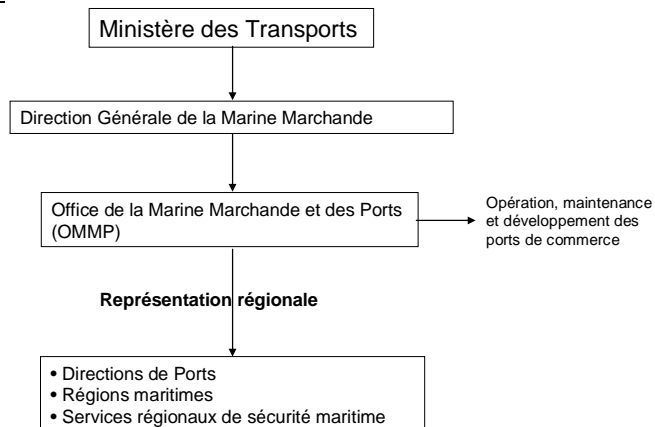 Ministère des Transports
Direction Générale de la Marine Marchande
Office de la Marine Marchande et des Ports
(OMMP)
Opération, maintenance
et développement des
ports de commerce
Représentation régionale
• Directions de Ports
• Régions maritimes
• Services régionaux de sécurité maritime